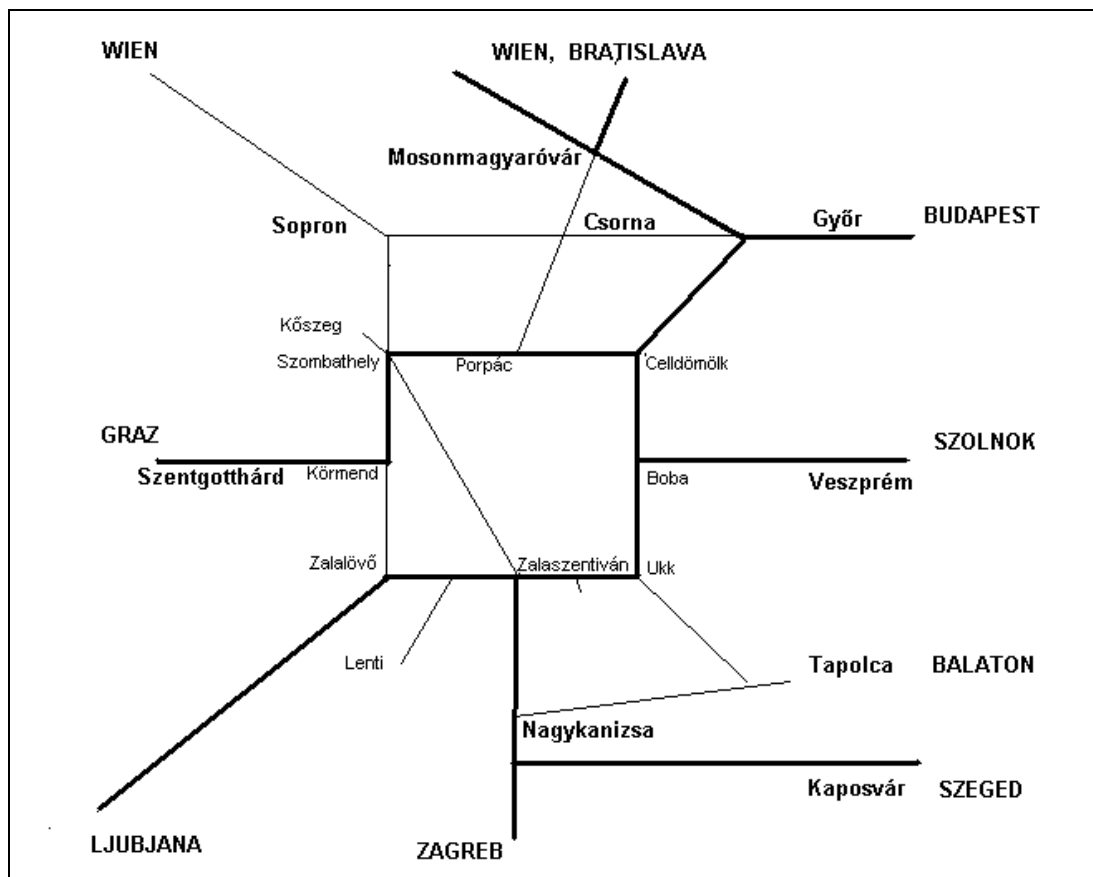 WIEN
WIEN, BRATISLAVA
Mosonmagyaróvár
Sopron
Csorna
Győr
BUDAPEST
Kőszeg
Szombathely
Porpác
Celldömölk
GRAZ
SZOLNOK
Szentgotthárd
Körmend
Boba
Veszprém
Zalalövő
Zalaszentiván
Ukk
Lenti
Tapolca
BALATON
Nagykanizsa
Kaposvár
SZEGED
LJUBJANA
ZAGREB